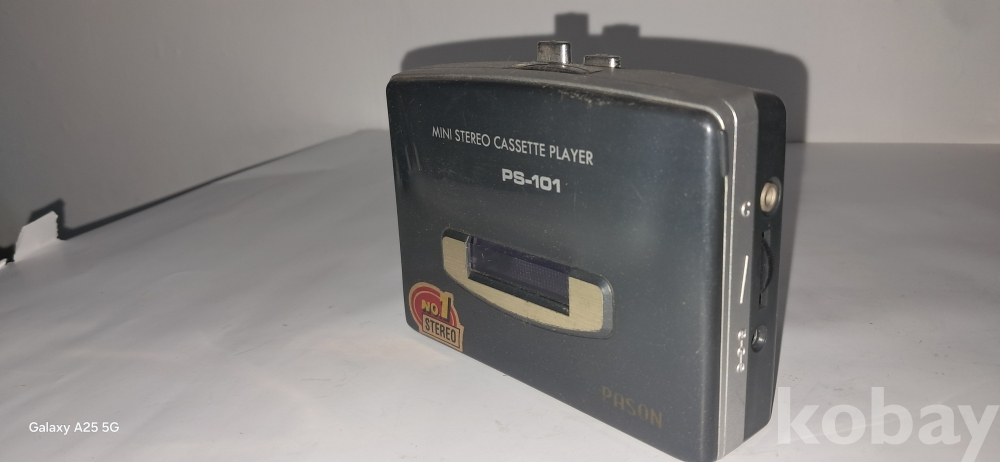 MINI STEREO CASSETTE PLAYER
PS-101
NO 1
STEREO
PASON
Galaxy A25 5G
kobay